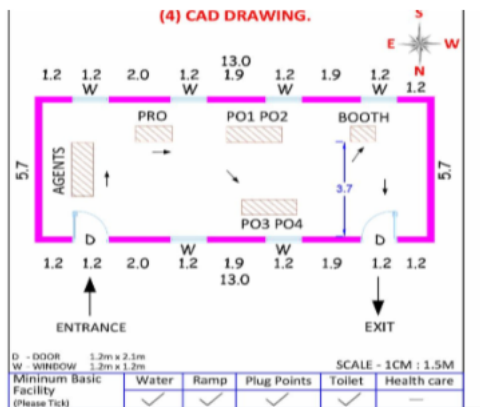 (4) CAD DRAWING.
S
E W
N
13.0
1.2 1.2 2.0 1.2 1.9 1.2 1.9 1.2 1.2
W W W W
PRO PO1 PO2 BOOTH
5.7 AGENTS 3.7 5.7
PO3 PO4
D W W D
1.2 1.2 2.0 1.2 1.9 1.2 1.9 1.2 1.2
13.0
ENTRANCE EXIT
D - DOOR 1.2m x 2.1m
W - WINDOW 1.2m x 1.2m SCALE - 1CM : 1.5M
Mininum Basic Facility (Please Tick) Water Ramp Plug Points Toilet Health care
✓ ✓ ✓ ✓ —